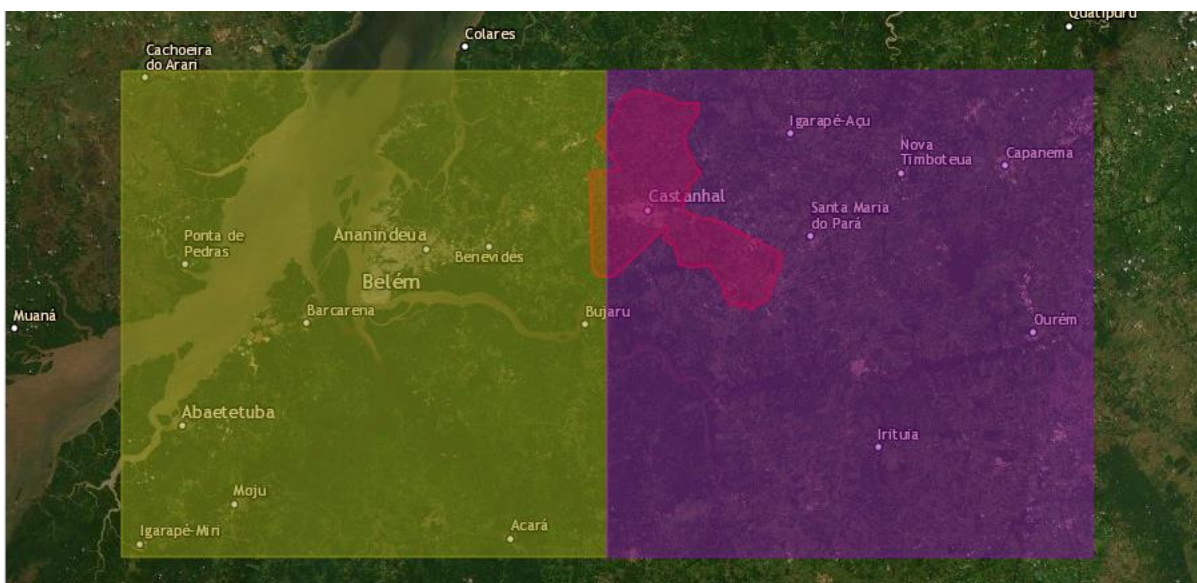 Quatipuru
Colares
Cachoeira
do Arari
Igarapé-Açu
Nova
Timboteua
Capanema
Castanhal
Santa Maria
do Pará
Ponta de
Pedras
Ananindeua
Benevides
Belém
Muaná
Barcarena
Bujaru
Ourém
Abaetetuba
Irituia
Moju
Igarapé-Miri
Acará